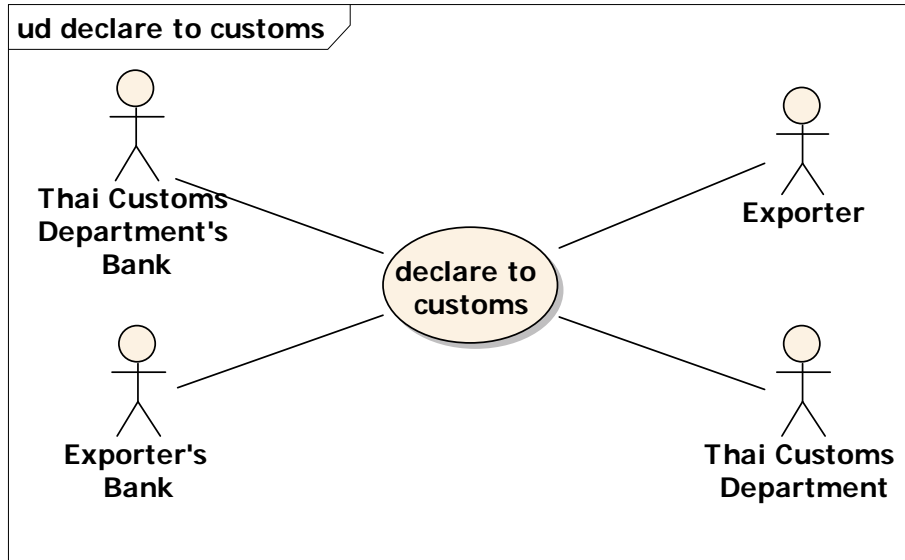 ud declare to customs
Thai Customs
Department's
Bank
Exporter
declare to
customs
Exporter's
Bank
Thai Customs
Department